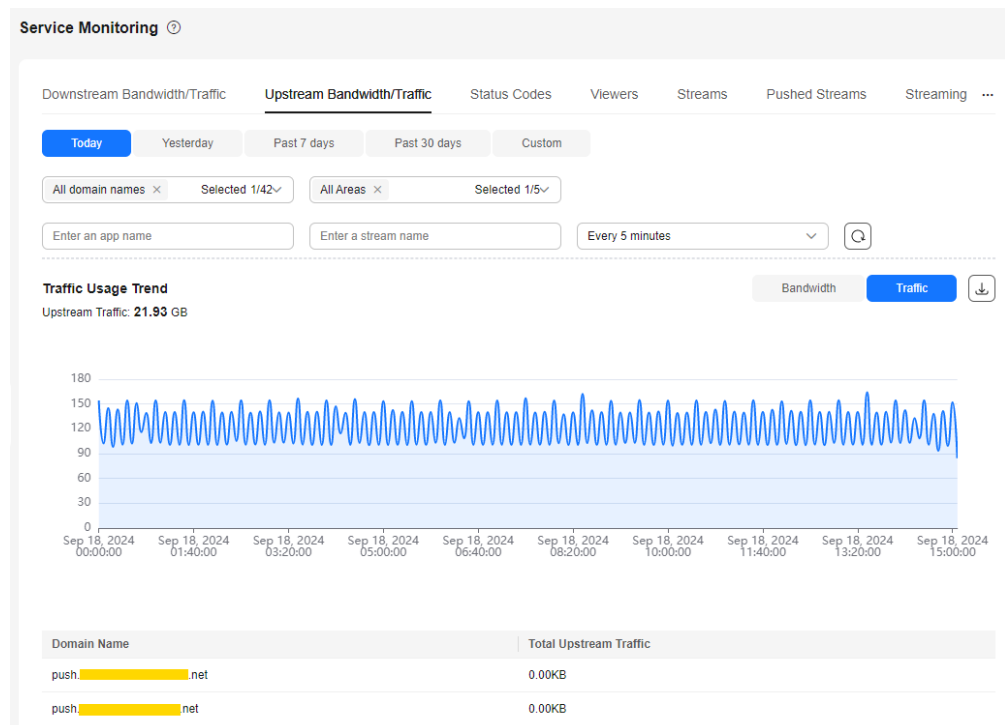 Service Monitoring ?
Downstream Bandwidth/Traffic Upstream Bandwidth/Traffic Status Codes Viewers Streams Pushed Streams Streaming ...
Today Yesterday Past 7 days Past 30 days Custom
All domain names × Selected 1/42 All Areas × Selected 1/5
Enter an app name Enter a stream name Every 5 minutes
Traffic Usage Trend Bandwidth Traffic
Upstream Traffic: 21.93 GB
180
150
120
90
60
30
0
Sep 18, 2024 Sep 18, 2024 Sep 18, 2024 Sep 18, 2024 Sep 18, 2024 Sep 18, 2024 Sep 18, 2024 Sep 18, 2024 Sep 18, 2024 Sep 18, 2024
00:00:00 01:40:00 03:20:00 05:00:00 06:40:00 08:20:00 10:00:00 11:40:00 13:20:00 15:00:00
Domain Name Total Upstream Traffic
push. .net 0.00KB
push. .net 0.00KB